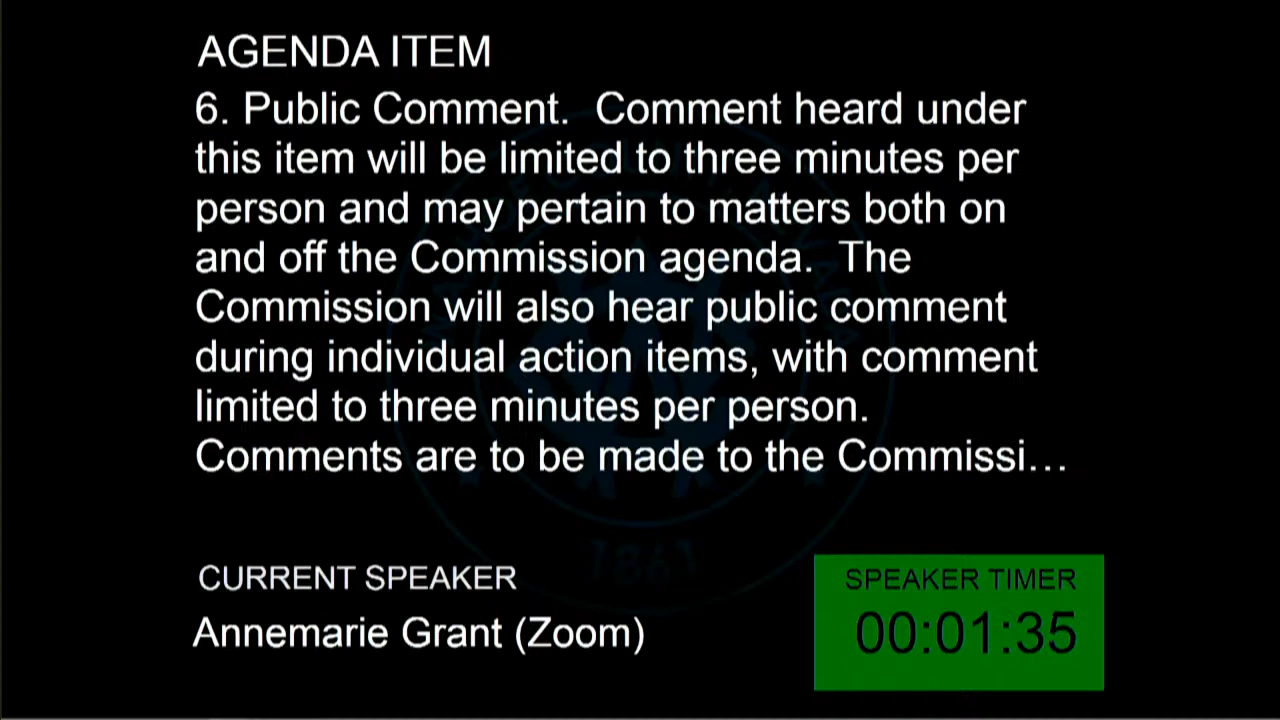 AGENDA ITEM
6. Public Comment.  Comment heard under
this item will be limited to three minutes per
person and may pertain to matters both on
and off the Commission agenda.  The
Commission will also hear public comment
during individual action items, with comment
limited to three minutes per person.
Comments are to be made to the Commissi...
1861
CURRENT SPEAKER
Annemarie Grant (Zoom)
SPEAKER TIMER
00:01:35